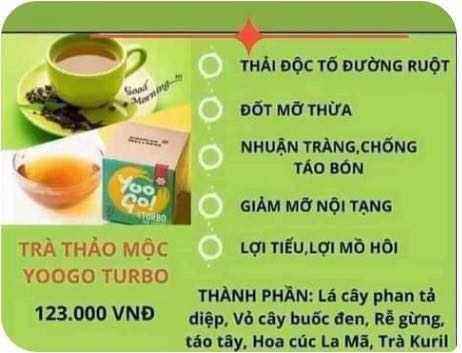 Good
Morning...!!!
SIBERIAN
WELLNESS
Yoo
Go!
TURBO
TRÀ THẢO MỘC
YOOGO TURBO
123.000 VNĐ
THẢI ĐỘC TỐ ĐƯỜNG RUỘT
ĐỐT MỠ THỪA
NHUẬN TRÀNG,CHỐNG
TÁO BÓN
GIẢM MỠ NỘI TẠNG
LỢI TIỂU,LỢI MỒ HÔI
THÀNH PHẦN: Lá cây phan tả
diệp, Vỏ cây buốc đen, Rễ gừng,
táo tây, Hoa cúc La Mã, Trà Kuril